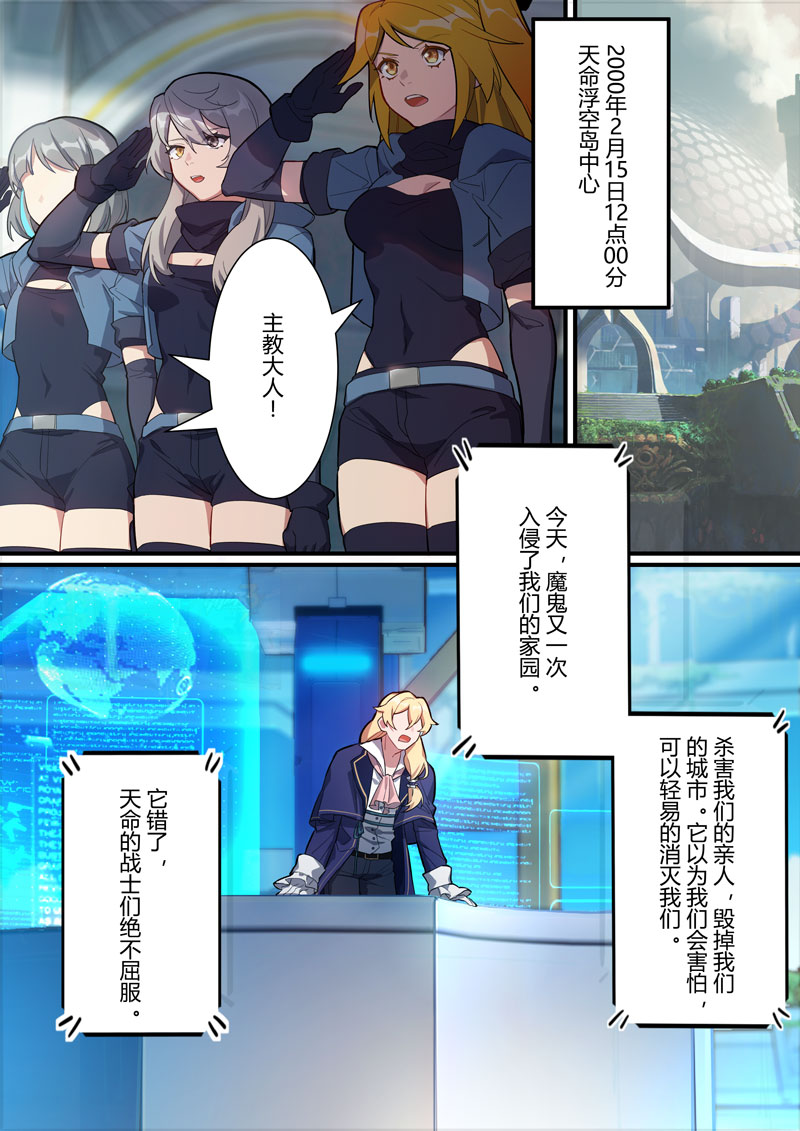 2000年2月15日12点00分
天命浮空岛中心
主教大人！
今天，魔鬼又一次
入侵了我们的家园。
杀害我们的亲人，毁掉我们
的城市。它以为我们会害怕，
可以轻易的消灭我们。
它错了，
天命的战士们绝不屈服。